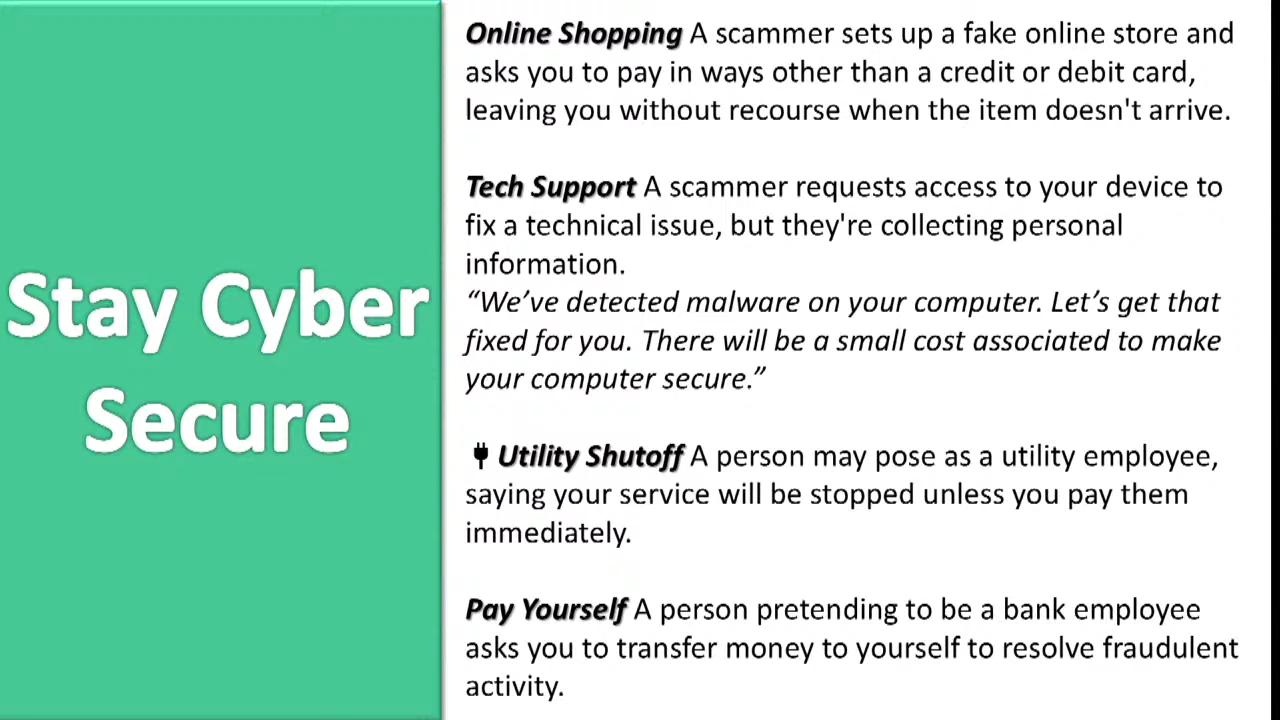 Stay Cyber
Secure
Online Shopping A scammer sets up a fake online store and
asks you to pay in ways other than a credit or debit card,
leaving you without recourse when the item doesn't arrive.
Tech Support A scammer requests access to your device to
fix a technical issue, but they're collecting personal
information.
“We’ve detected malware on your computer. Let’s get that
fixed for you. There will be a small cost associated to make
your computer secure.”
Utility Shutoff A person may pose as a utility employee,
saying your service will be stopped unless you pay them
immediately.
Pay Yourself A person pretending to be a bank employee
asks you to transfer money to yourself to resolve fraudulent
activity.